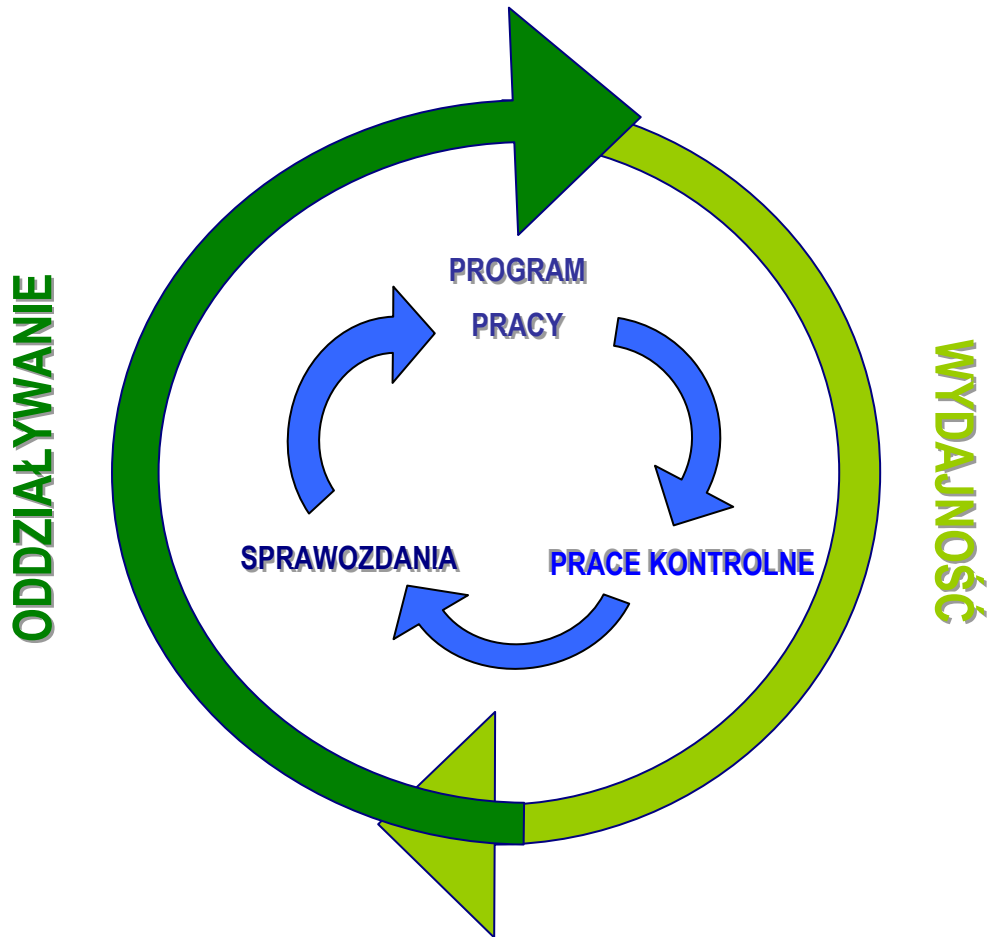 ODDZIAŁYWANIE
PROGRAM
PRACY
WYDAJNOŚĆ
SPRAWOZDANIA
PRACE KONTROLNE